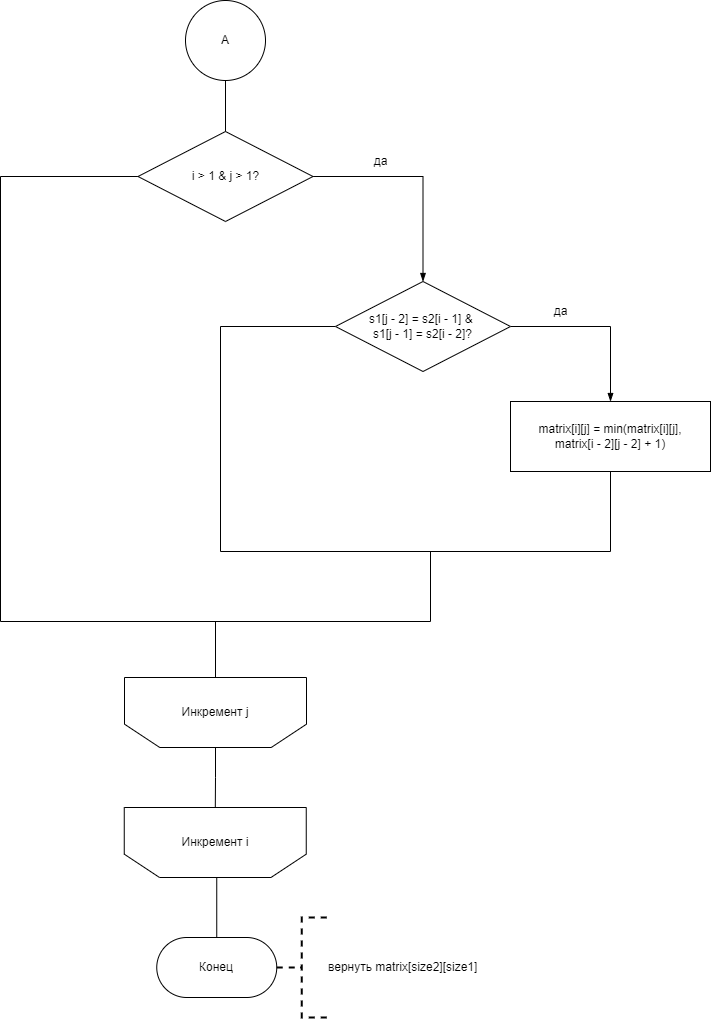 A
i > 1 & j > 1?
да
s1[j - 2] = s2[i - 1] &
s1[j - 1] = s2[i - 2]?
да
matrix[i][j] = min(matrix[i][j],
matrix[i - 2][j - 2] + 1)
Инкремент j
Инкремент i
Конец
вернуть matrix[size2][size1]